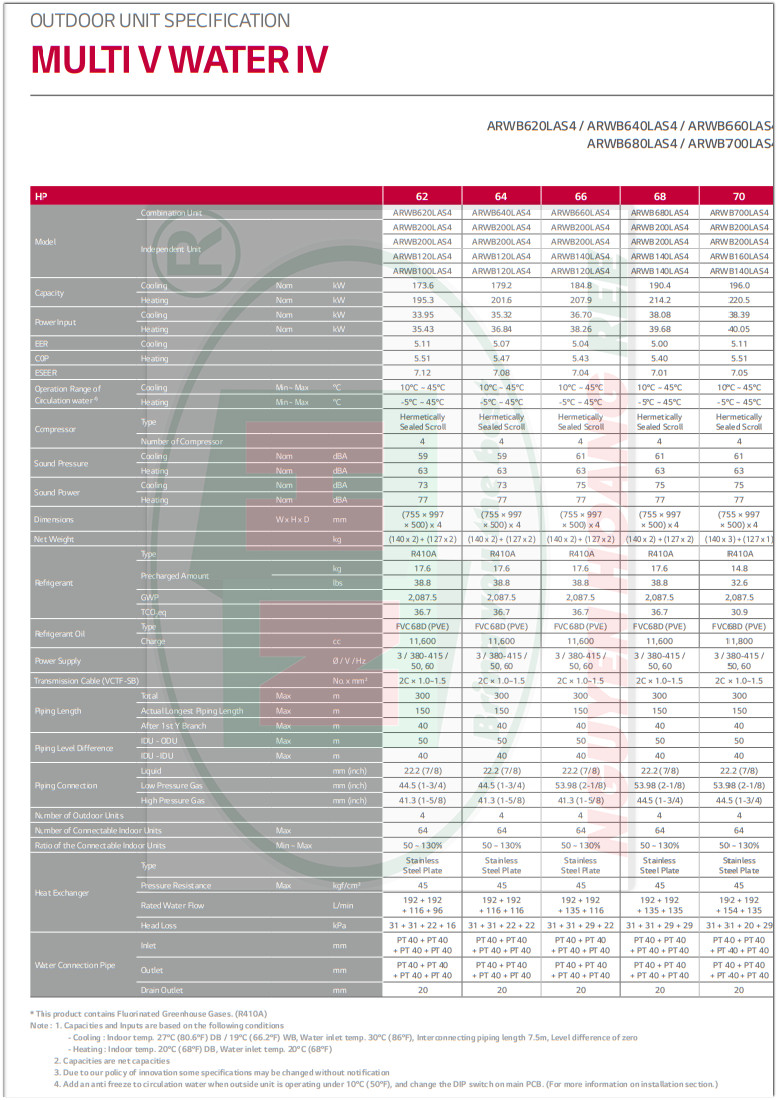 OUTDOOR UNIT SPECIFICATION
MULTI V WATER IV
ARWB620LAS4 / ARWB640LAS4 / ARWB660LAS4
ARWB680LAS4 / ARWB700LAS4
HP 62 64 66 68 70
Model Combination Unit ARWB620LAS4 ARWB640LAS4 ARWB660LAS4 ARWB680LAS4 ARWB700LAS4
Independent Unit ARWB200LAS4 ARWB200LAS4 ARWB200LAS4 ARWB200LAS4 ARWB200LAS4
ARWB200LAS4 ARWB200LAS4 ARWB200LAS4 ARWB200LAS4 ARWB200LAS4
ARWB120LAS4 ARWB120LAS4 ARWB140LAS4 ARWB140LAS4 ARWB160LAS4
ARWB100LAS4 ARWB120LAS4 ARWB120LAS4 ARWB140LAS4 ARWB140LAS4
Capacity Cooling Nom kW 173.6 179.2 184.8 190.4 196.0
Heating Nom kW 195.3 201.6 207.9 214.2 220.5
Power Input Cooling Nom kW 33.95 35.32 36.70 38.08 38.39
Heating Nom kW 35.43 36.84 38.26 39.68 40.05
EER Cooling 5.11 5.07 5.04 5.00 5.11
COP Heating 5.51 5.47 5.43 5.40 5.51
ESEER 7.12 7.08 7.04 7.01 7.05
Operation Range of Circulation water 4) Cooling Min ~ Max °C 10°C ~ 45°C 10°C ~ 45°C 10°C ~ 45°C 10°C ~ 45°C 10°C ~ 45°C
Heating Min ~ Max °C -5°C ~ 45°C -5°C ~ 45°C -5°C ~ 45°C -5°C ~ 45°C -5°C ~ 45°C
Compressor Type Hermetically Sealed Scroll Hermetically Sealed Scroll Hermetically Sealed Scroll Hermetically Sealed Scroll Hermetically Sealed Scroll
Number of Compressor 4 4 4 4 4
Sound Pressure Cooling Nom dBA 59 59 61 61 61
Heating Nom dBA 63 63 63 63 63
Sound Power Cooling Nom dBA 73 73 75 75 75
Heating Nom dBA 77 77 77 77 77
Dimensions W x H x D mm (755 × 997 × 500) x 4 (755 × 997 × 500) x 4 (755 × 997 × 500) x 4 (755 × 997 × 500) x 4 (755 × 997 × 500) x 4
Net Weight kg (140 x 2) + (127 x 2) (140 x 2) + (127 x 2) (140 x 2) + (127 x 2) (140 x 2) + (127 x 2) (140 x 3) + (127 x 1)
Refrigerant Type R410A R410A R410A R410A R410A
Precharged Amount kg 17.6 17.6 17.6 17.6 14.8
lbs 38.8 38.8 38.8 38.8 32.6
GWP 2,087.5 2,087.5 2,087.5 2,087.5 2,087.5
TCO₂eq 36.7 36.7 36.7 36.7 30.9
Refrigerant Oil Type FVC68D (PVE) FVC68D (PVE) FVC68D (PVE) FVC68D (PVE) FVC68D (PVE)
Charge cc 11,600 11,600 11,600 11,600 11,800
Power Supply Ø / V / Hz 3 / 380-415 / 50, 60 3 / 380-415 / 50, 60 3 / 380-415 / 50, 60 3 / 380-415 / 50, 60 3 / 380-415 / 50, 60
Transmission Cable (VCTF-SB) No. x mm² 2C × 1.0~1.5 2C × 1.0~1.5 2C × 1.0~1.5 2C × 1.0~1.5 2C × 1.0~1.5
Piping Length Total Max m 300 300 300 300 300
Actual Longest Piping Length Max m 150 150 150 150 150
After 1st Y Branch Max m 40 40 40 40 40
Piping Level Difference IDU - ODU Max m 50 50 50 50 50
IDU - IDU Max m 40 40 40 40 40
Piping Connection Liquid mm (inch) 22.2 (7/8) 22.2 (7/8) 22.2 (7/8) 22.2 (7/8) 22.2 (7/8)
Low Pressure Gas mm (inch) 44.5 (1-3/4) 44.5 (1-3/4) 53.98 (2-1/8) 53.98 (2-1/8) 53.98 (2-1/8)
High Pressure Gas mm (inch) 41.3 (1-5/8) 41.3 (1-5/8) 41.3 (1-5/8) 44.5 (1-3/4) 44.5 (1-3/4)
Number of Outdoor Units 4 4 4 4 4
Number of Connectable Indoor Units Max 64 64 64 64 64
Ratio of the Connectable Indoor Units Min ~ Max 50 ~ 130% 50 ~ 130% 50 ~ 130% 50 ~ 130% 50 ~ 130%
Heat Exchanger Type Stainless Steel Plate Stainless Steel Plate Stainless Steel Plate Stainless Steel Plate Stainless Steel Plate
Pressure Resistance Max kgf/cm² 45 45 45 45 45
Rated Water Flow L/min 192 + 192 + 116 + 96 192 + 192 + 116 + 116 192 + 192 + 135 + 116 192 + 192 + 135 + 135 192 + 192 + 154 + 135
Head Loss kPa 31 + 31 + 22 + 16 31 + 31 + 22 + 22 31 + 31 + 29 + 22 31 + 31 + 29 + 29 31 + 31 + 20 + 29
Water Connection Pipe Inlet mm PT 40 + PT 40 + PT 40 + PT 40 PT 40 + PT 40 + PT 40 + PT 40 PT 40 + PT 40 + PT 40 + PT 40 PT 40 + PT 40 + PT 40 + PT 40 PT 40 + PT 40 + PT 40 + PT 40
Outlet mm PT 40 + PT 40 + PT 40 + PT 40 PT 40 + PT 40 + PT 40 + PT 40 PT 40 + PT 40 + PT 40 + PT 40 PT 40 + PT 40 + PT 40 + PT 40 PT 40 + PT 40 + PT 40 + PT 40
Drain Outlet mm 20 20 20 20 20
* This product contains Fluorinated Greenhouse Gases. (R410A)
Note : 1. Capacities and Inputs are based on the following conditions
- Cooling : Indoor temp. 27°C (80.6°F) DB / 19°C (66.2°F) WB, Water inlet temp. 30°C (86°F), Interconnecting piping length 7.5m, Level difference of zero
- Heating : Indoor temp. 20°C (68°F) DB, Water inlet temp. 20°C (68°F)
2. Capacities are net capacities
3. Due to our policy of innovation some specifications may be changed without notification
4. Add an anti freeze to circulation water when outside unit is operating under 10°C (50°F), and change the DIP switch on main PCB. (For more information on installation section.)
®
NGUYEN HOANG REE